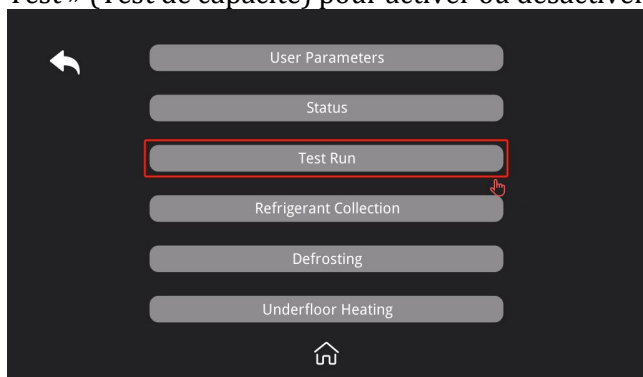 Test » (Test de capacité) pour activer ou désactiver
User Parameters
Status
Test Run
Refrigerant Collection
Defrosting
Underfloor Heating